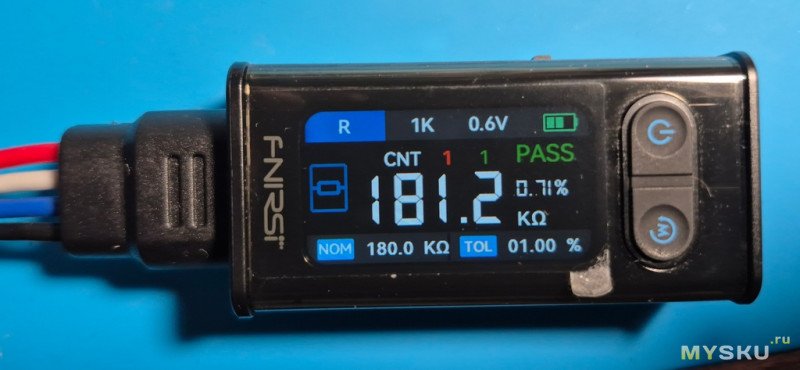 FNIRSI
R 1K 0.6V
CNT 1 1 PASS
181.2 0.71%
KΩ
NOM 180.0 KΩ TOL 01.00 %
M
MYSKU.ru